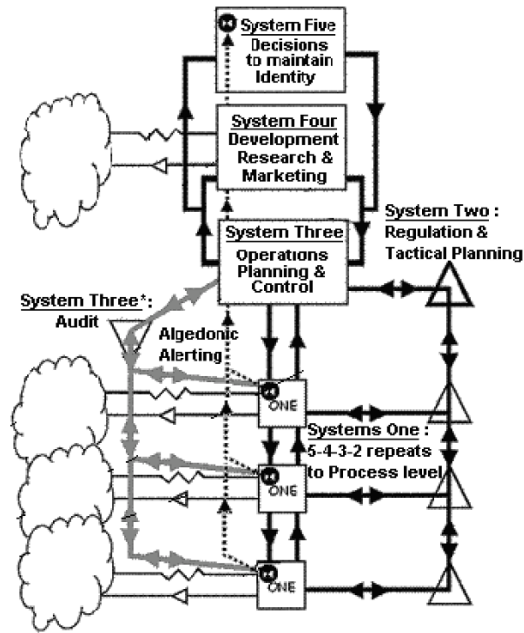 System Five
Decisions
to maintain
Identity
System Four
Development
Research &
Marketing
System Three
Operations
Planning &
Control
System Two :
Regulation &
Tactical Planning
System Three*:
Audit
Algedonic
Alerting
ONE
Systems One :
5-4-3-2 repeats
to Process level
ONE
ONE